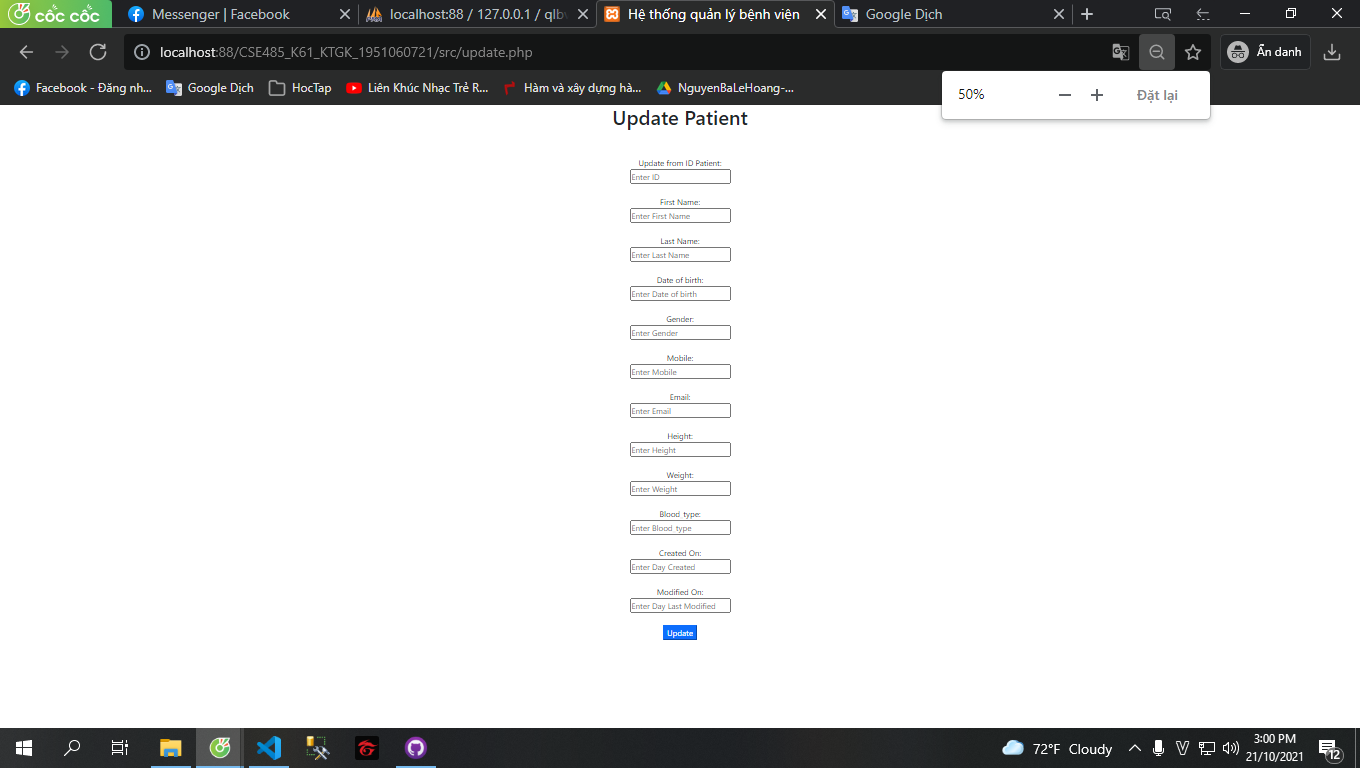 cốc cốc
Messenger | Facebook
localhost:88 / 127.0.0.1 / qlbv
Hệ thống quản lý bệnh viện
Google Dịch
localhost:88/CSE485_K61_KTGK_1951060721/src/update.php
Ẩn danh
Facebook - Đăng nh...
Google Dịch
HocTap
Liên Khúc Nhạc Trẻ R...
Hàm và xây dựng hà...
NguyenBaLeHoang-...
50%
Đặt lại
Update Patient
Update from ID Patient:
Enter ID
First Name:
Enter First Name
Last Name:
Enter Last Name
Date of birth:
Enter Date of birth
Gender:
Enter Gender
Mobile:
Enter Mobile
Email:
Enter Email
Height:
Enter Height
Weight:
Enter Weight
Blood_type:
Enter Blood_type
Created On:
Enter Day Created
Modified On:
Enter Day Last Modified
Update
72°F Cloudy
3:00 PM
21/10/2021
12